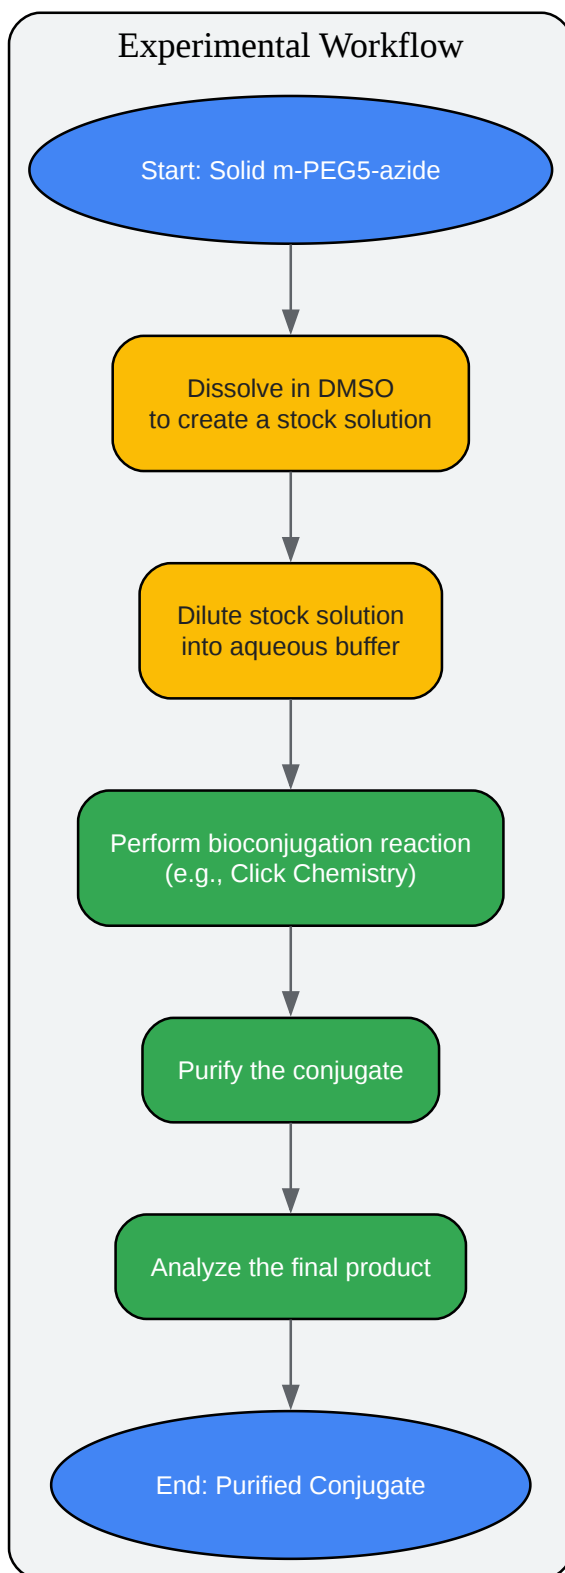 Experimental Workflow
Start: Solid m-PEG5-azide
Dissolve in DMSO
to create a stock solution
Dilute stock solution
into aqueous buffer
Perform bioconjugation reaction
(e.g., Click Chemistry)
Purify the conjugate
Analyze the final product
End: Purified Conjugate